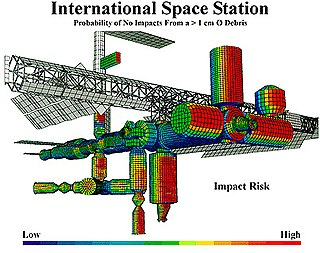 International Space Station
Probability of No Impacts From a > 1 cm O Debris
Impact Risk
Low High